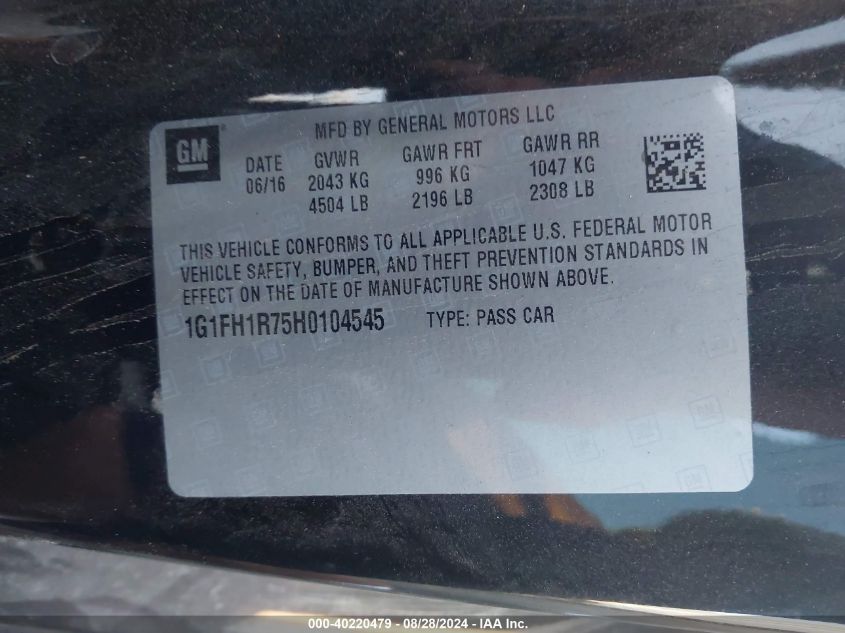 GM
MFD BY GENERAL MOTORS LLC
DATE GVWR GAWR FRT GAWR RR
06/16 2043 KG 996 KG 1047 KG
4504 LB 2196 LB 2308 LB
THIS VEHICLE CONFORMS TO ALL APPLICABLE U.S. FEDERAL MOTOR
VEHICLE SAFETY, BUMPER, AND THEFT PREVENTION STANDARDS IN
EFFECT ON THE DATE OF MANUFACTURE SHOWN ABOVE.
1G1FH1R75H0104545 TYPE: PASS CAR
000-40220479 - 08/28/2024 - IAA Inc.